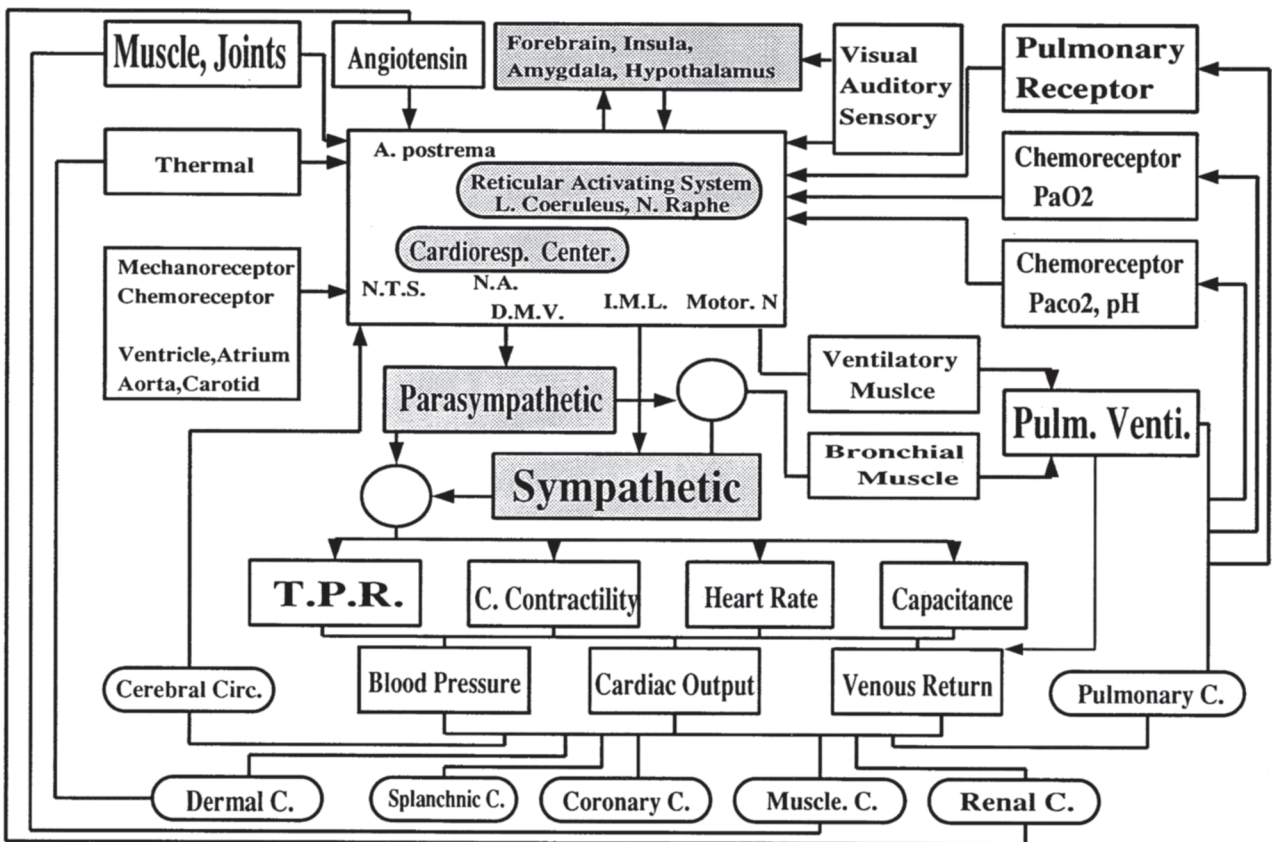 Muscle, Joints
Angiotensin
Forebrain, Insula,
Amygdala, Hypothalamus
Visual
Auditory
Sensory
Pulmonary
Receptor
Thermal
A. postrema
Reticular Activating System
L. Coeruleus, N. Raphe
Chemoreceptor
PaO2
Cardioresp. Center.
Mechanoreceptor
Chemoreceptor
Ventricle,Atrium
Aorta,Carotid
N.T.S.
N.A.
D.M.V.
I.M.L.
Motor. N
Chemoreceptor
Paco2, pH
Parasympathetic
Ventilatory
Muslce
Pulm. Venti.
Sympathetic
Bronchial
Muscle
T.P.R.
C. Contractility
Heart Rate
Capacitance
Cerebral Circ.
Blood Pressure
Cardiac Output
Venous Return
Pulmonary C.
Dermal C.
Splanchnic C.
Coronary C.
Muscle. C.
Renal C.